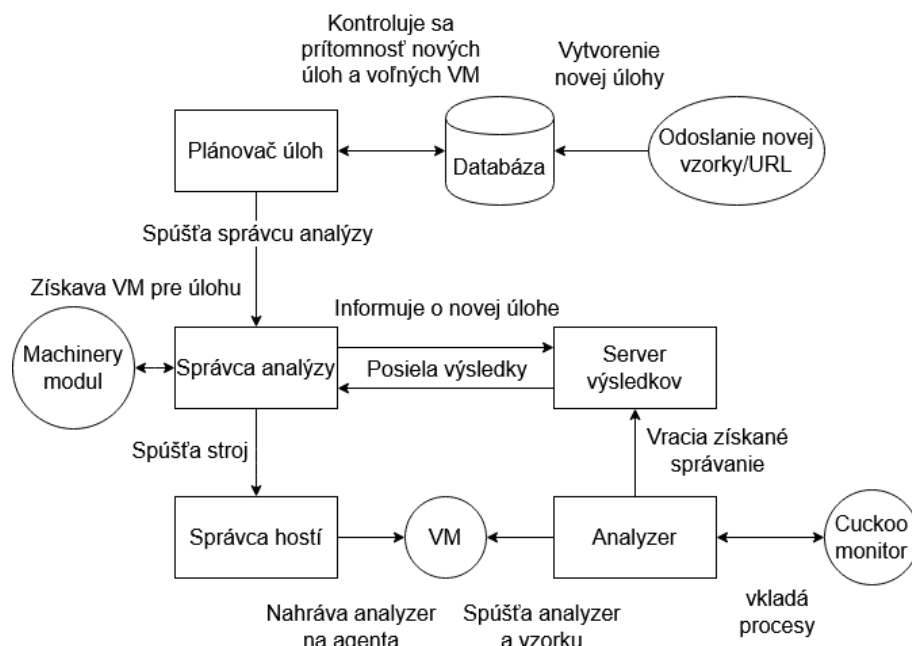 Kontroluje sa
prítomnosť nových
úloh a voľných VM
Vytvorenie
novej úlohy
Plánovač úloh
Databáza
Odoslanie novej
vzorky/URL
Spúšťa správcu analýzy
Získava VM pre úlohu
Informuje o novej úlohe
Machinery
modul
Správca analýzy
Posiela výsledky
Server
výsledkov
Spúšťa stroj
Vracia získané
správanie
Správca hostí
VM
Analyzer
Cuckoo
monitor
Nahráva analyzer
na agenta
Spúšťa analyzer
a vzorku
vkladá
procesy